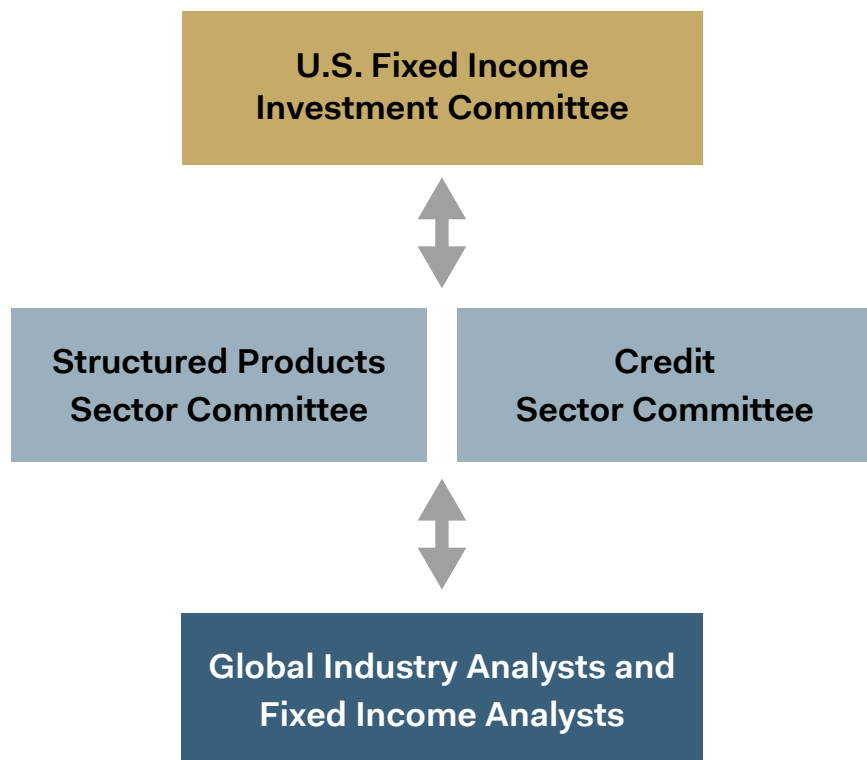 U.S. Fixed Income
Investment Committee
Structured Products
Sector Committee
Credit
Sector Committee
Global Industry Analysts and
Fixed Income Analysts